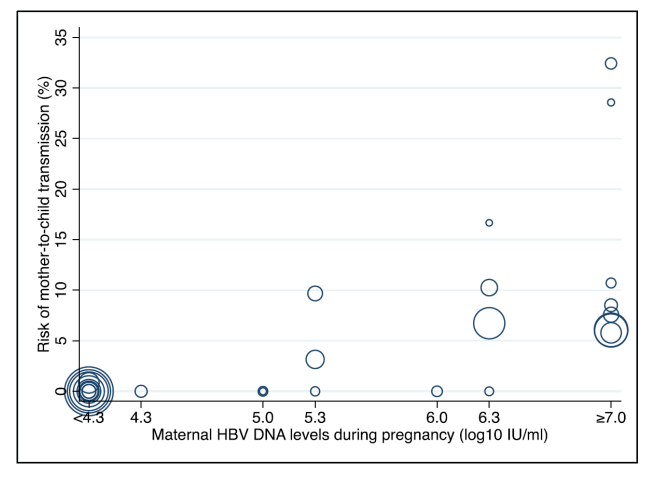 Risk of mother-to-child transmission (%)
35
30
25
20
15
10
5
0
<4.3 4.3 5.0 5.3 6.0 6.3 ≥7.0
Maternal HBV DNA levels during pregnancy (log10 IU/ml)